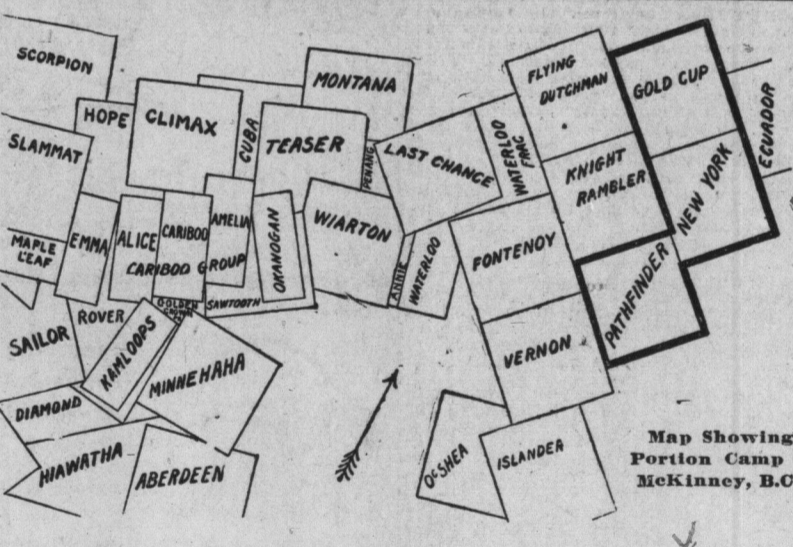 SCORPION
HOPE
CLIMAX
CUBA
MONTANA
TEASER
PENANG
LAST CHANCE
WATERLOO
FRAC
FLYING
DUTCHMAN
GOLD CUP
ECUADOR
SLAMMAT
MAPLE
LEAF
EMMA
ALICE
CARIBOO
AMELIA
CARIBOO GROUP
OKANOGAN
WIARTON
ANNIE
WATERLOO
KNIGHT
RAMBLER
NEW YORK
FONTENOY
PATHFINDER
GOLDEN
SAWTOOTH
ROVER
SAILOR
KAMLOOPS
MINNEHAHA
VERNON
DIAMOND
HIAWATHA
ABERDEEN
O'SHEA
ISLANDER
Map Showing
Portion Camp
McKinney, B.C